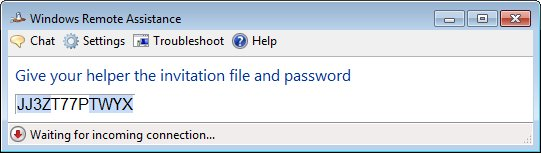 Windows Remote Assistance
Chat Settings Troubleshoot Help
Give your helper the invitation file and password
JJ3ZT77PTWYX
Waiting for incoming connection...